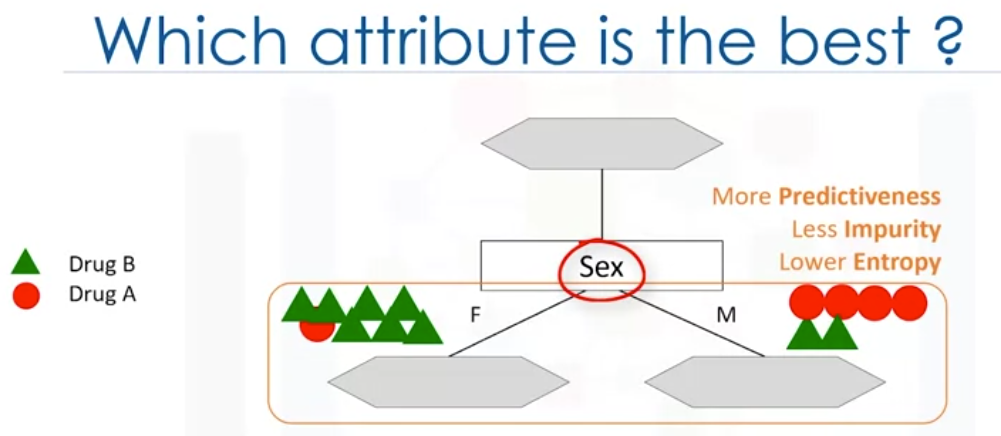 Which attribute is the best ?
More Predictiveness
Less Impurity
Lower Entropy
Sex
Drug B
Drug A
F
M